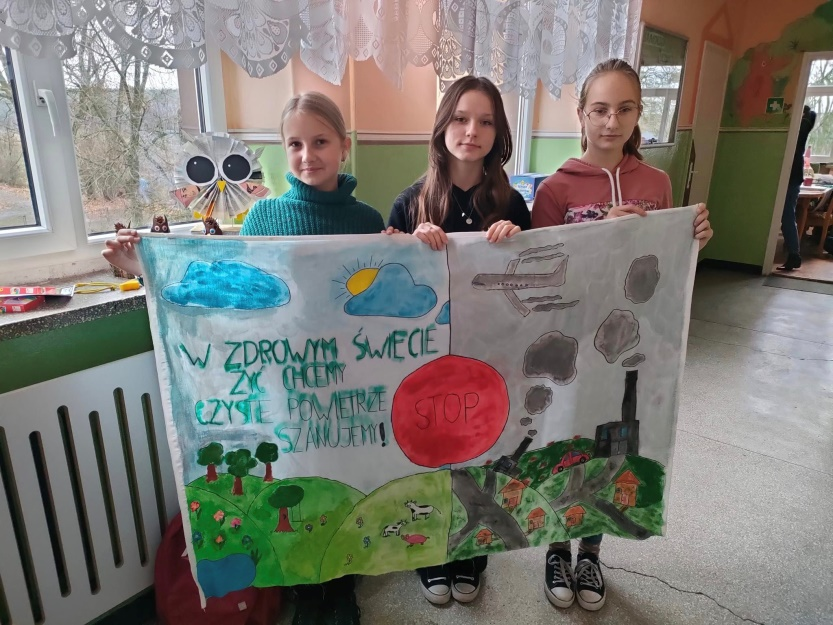 W ZDROWYM ŚWIECIE
ŻYĆ CHCEMY
CZYSTE POWIETRZE
SZANUJEMY!
STOP